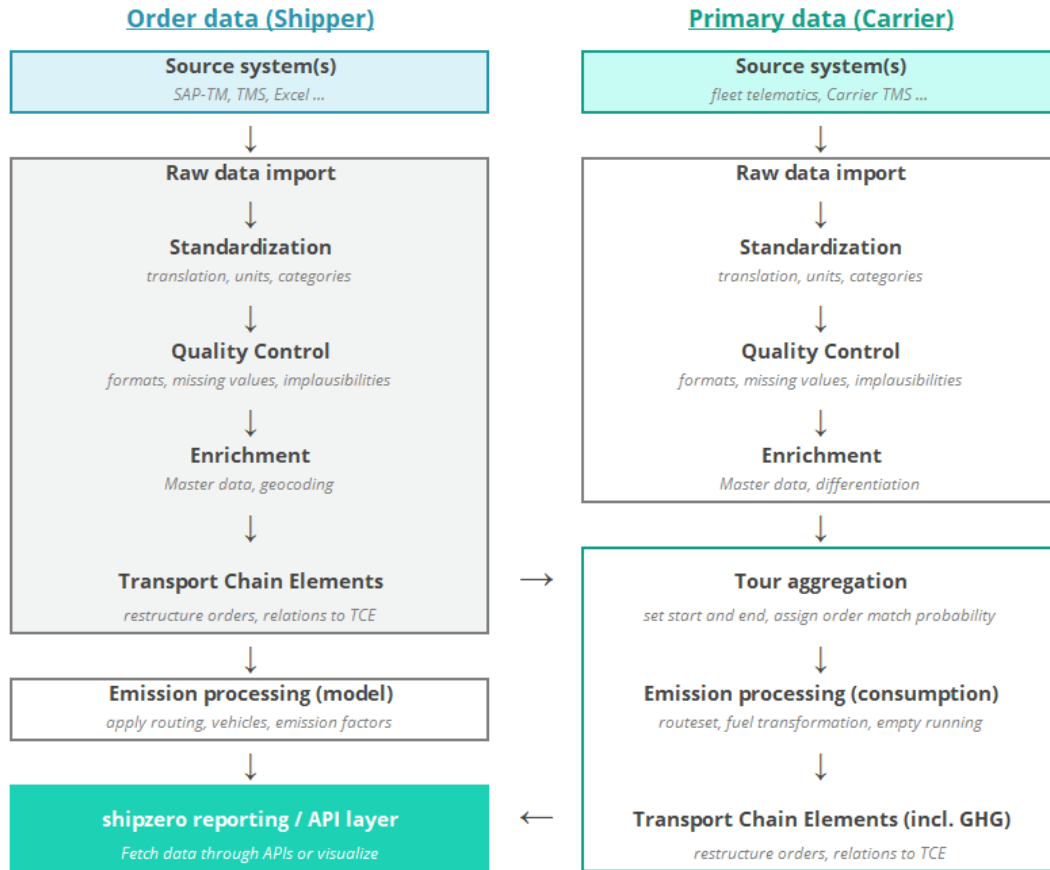 Order data (Shipper)
Source system(s)
SAP-TM, TMS, Excel ...
Raw data import
Standardization
translation, units, categories
Quality Control
formats, missing values, implausibilities
Enrichment
Master data, geocoding
Transport Chain Elements
restructure orders, relations to TCE
Emission processing (model)
apply routing, vehicles, emission factors
shipzero reporting / API layer
Fetch data through APIs or visualize
Primary data (Carrier)
Source system(s)
fleet telematics, Carrier TMS ...
Raw data import
Standardization
translation, units, categories
Quality Control
formats, missing values, implausibilities
Enrichment
Master data, differentiation
Tour aggregation
set start and end, assign order match probability
Emission processing (consumption)
routeset, fuel transformation, empty running
Transport Chain Elements (incl. GHG)
restructure orders, relations to TCE